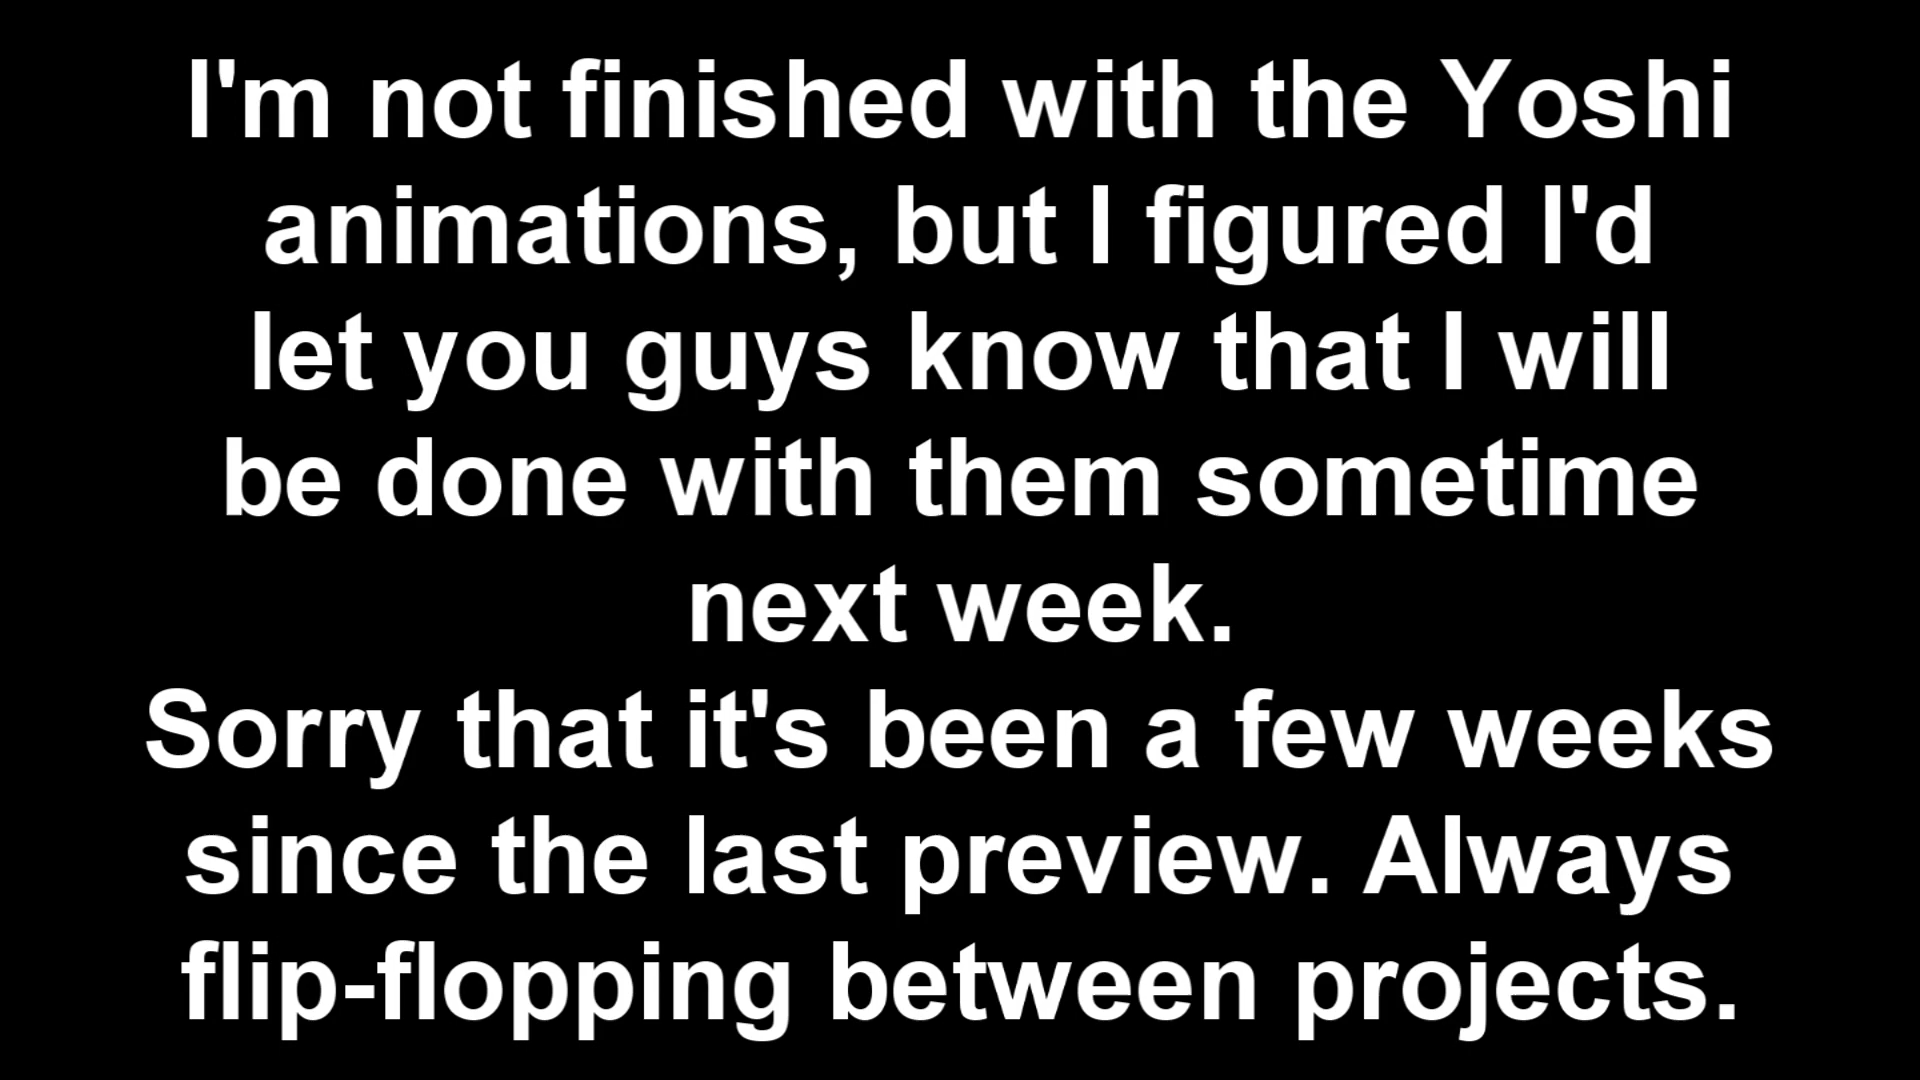 I'm not finished with the Yoshi
animations, but I figured I'd
let you guys know that I will
be done with them sometime
next week.
Sorry that it's been a few weeks
since the last preview. Always
flip-flopping between projects.